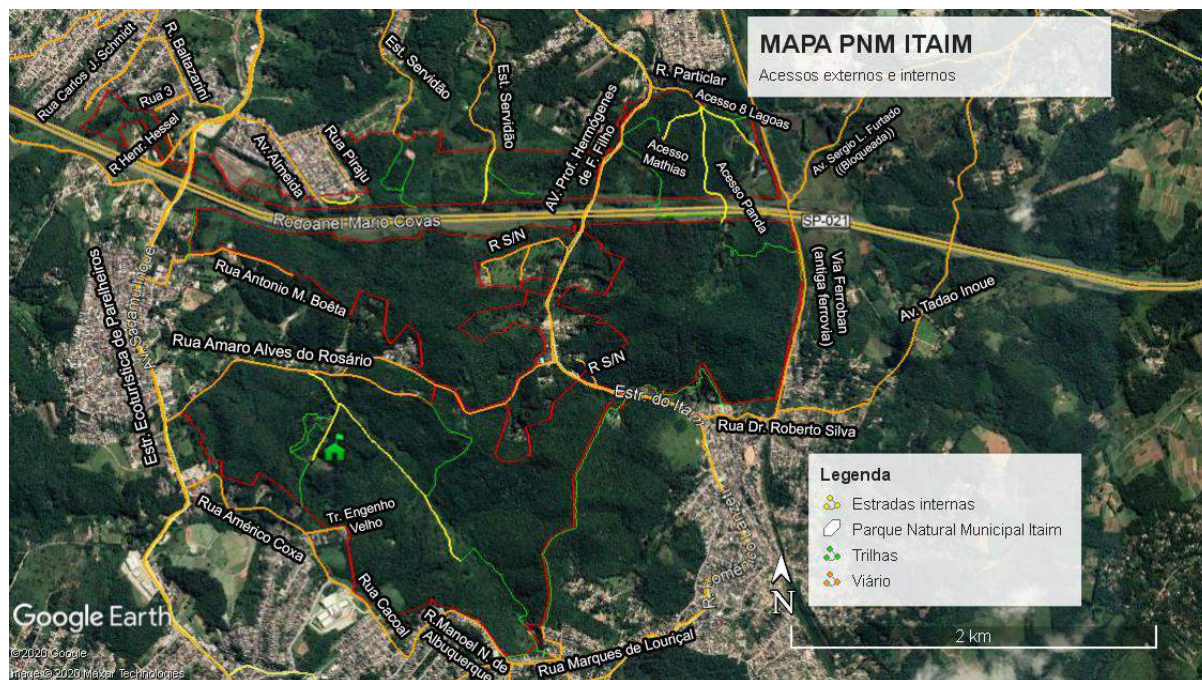 MAPA PNM ITAIM
Acessos externos e internos
Rua Carlos J. Schmidt
R. Baltazarini
Rua 3
R Henr. Hessel
Av. Almeida
Rua Piraju
Est. Servidão
Est. Servidão
AV. Prof. Hermógenes
de F. Filho
R. Particlar
Acesso 8 Lagoas
Acesso
Mathias
Acesso Panda
Av. Sergio L. Furtado
((Bloqueada))
Rodoanel Mario Covas
SP-021
R S/N
Rua Antonio M. Boêta
Via Ferroban
(antiga ferrovia)
Av. Tadao Inoue
Estr. Ecoturistica de Parelheiros
Rua Amaro Alves do Rosário
R S/N
Estr. do Itaim
Rua Dr. Roberto Silva
Tr. Engenho
Velho
Rua Américo Coxa
Rua Cacoal
R.Manoel N. de
Albuquerque
Rua Marques de Louriçal
Legenda
Estradas internas
Parque Natural Municipal Itaim
Trilhas
Viário
N
2 km
Google Earth
© 2020 Google
Image © 2020 Maxar Technologies